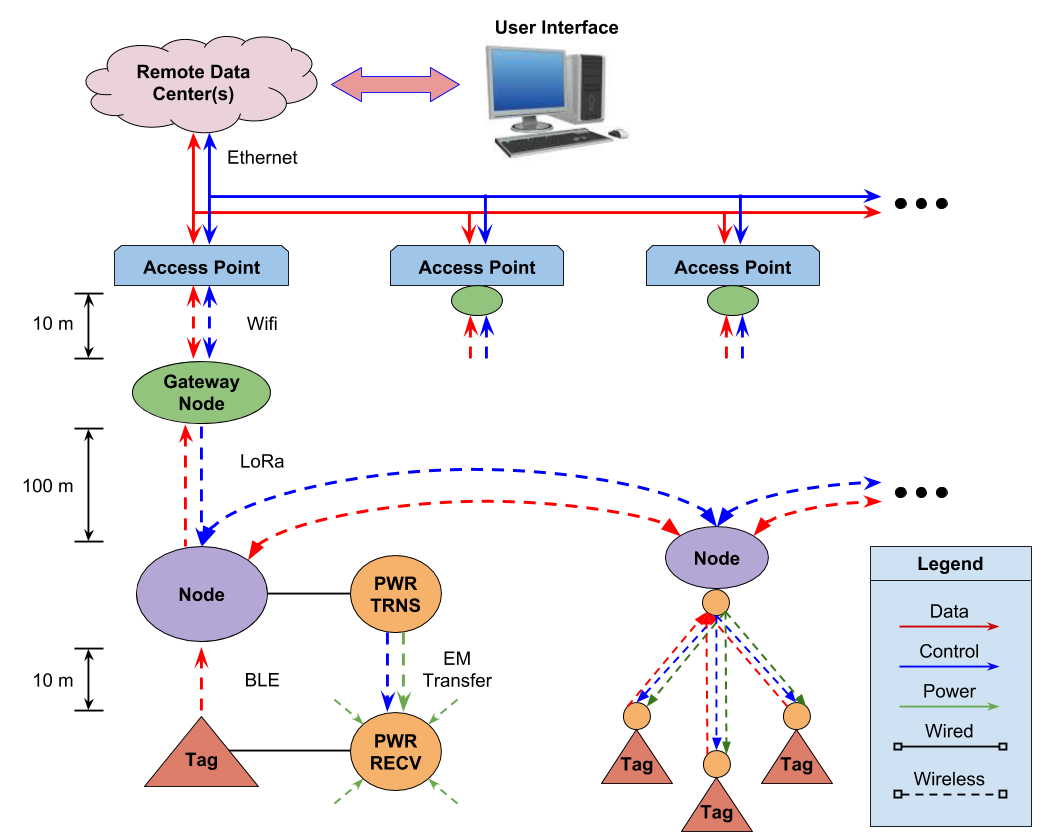 User Interface
Remote Data
Center(s)
Ethernet
Access Point
Access Point
Access Point
10 m
Wifi
Gateway
Node
100 m
LoRa
Node
Node
PWR
TRNS
10 m
BLE
EM
Transfer
Tag
PWR
RECV
Tag
Tag
Tag
Legend
Data
Control
Power
Wired
Wireless